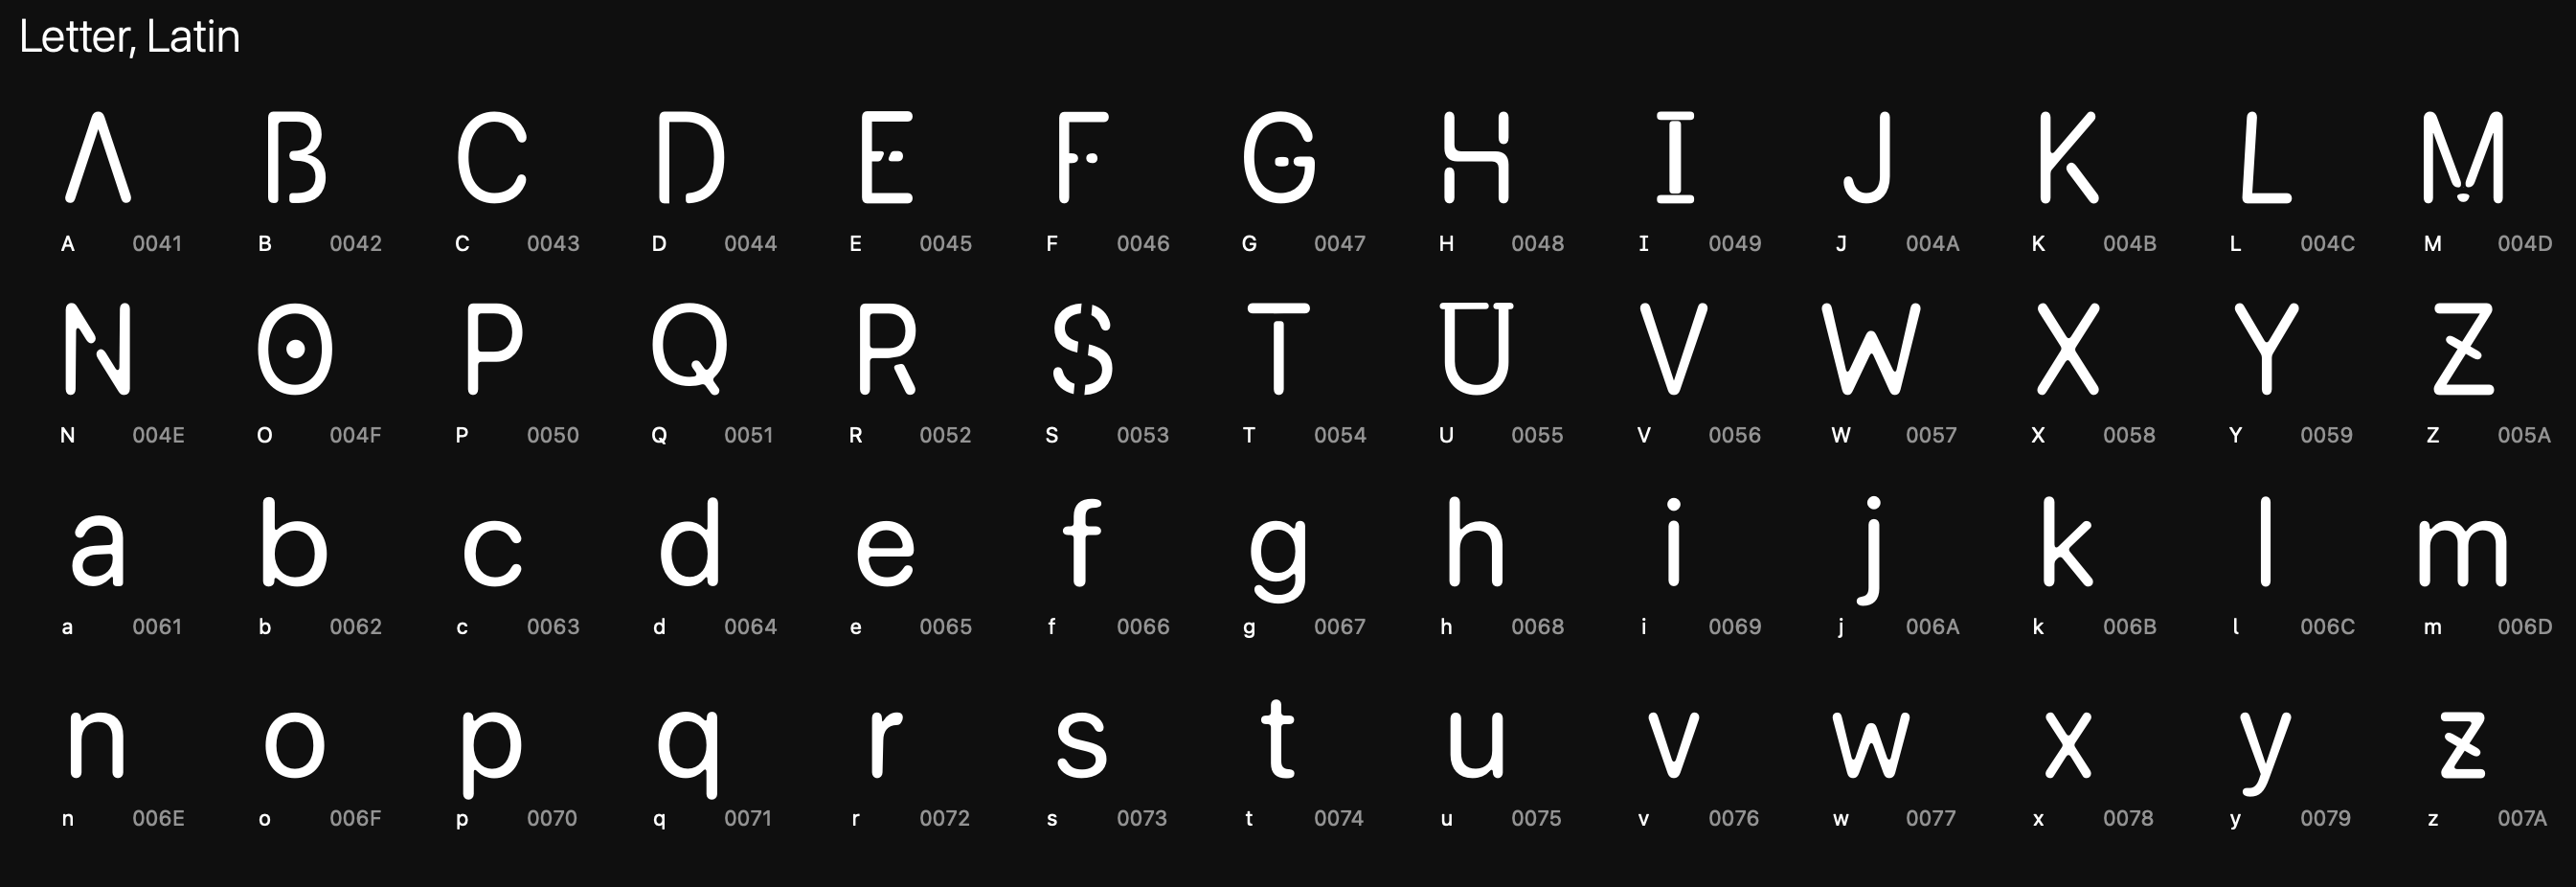 Letter, Latin
A B C D E F G H I J K L M
A 0041 B 0042 C 0043 D 0044 E 0045 F 0046 G 0047 H 0048 I 0049 J 004A K 004B L 004C M 004D
N O P Q R S T U V W X Y Z
N 004E O 004F P 0050 Q 0051 R 0052 S 0053 T 0054 U 0055 V 0056 W 0057 X 0058 Y 0059 Z 005A
a b c d e f g h i j k l m
a 0061 b 0062 c 0063 d 0064 e 0065 f 0066 g 0067 h 0068 i 0069 j 006A k 006B l 006C m 006D
n o p q r s t u v w x y z
n 006E o 006F p 0070 q 0071 r 0072 s 0073 t 0074 u 0075 v 0076 w 0077 x 0078 y 0079 z 007A